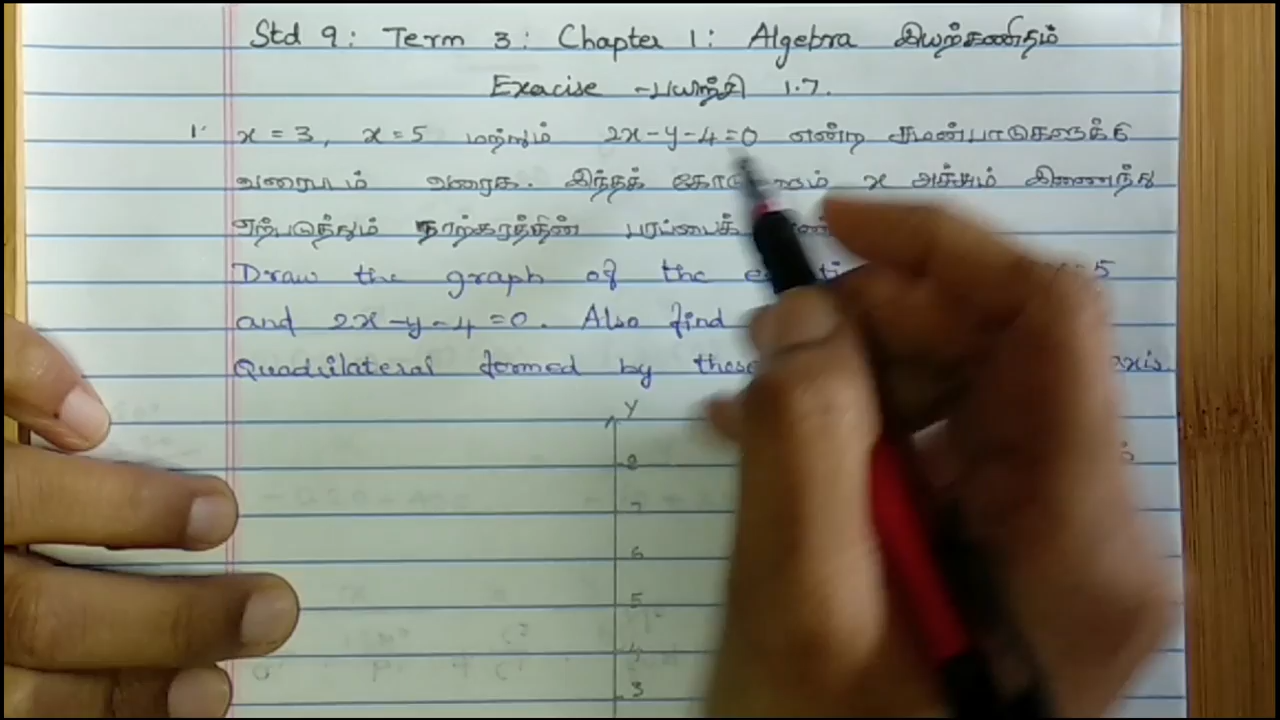 Std 9: Term 3: Chapter 1: Algebra இயற்கணிதம்
Exacise - பயிற்சி 1.7.
1. x = 3, x = 5 மற்றும் 2x-y-4=0 என்ற சமன்பாடுகளுக்கு
வரைபடம் வரைக. இந்தக் x அச்சும் இணைந்து
ஏற்படுத்தும் நாற்கரத்தின் பரப்பைக்
Draw the graph of the
and 2x-y-4=0. Also find
Quadrilateral formed by these axis.
Y
8
7
6
5
4
3